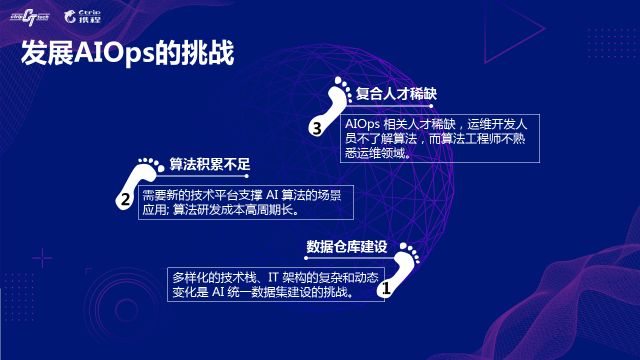 Ctrip tech
Ctrip
携程
发展AIOps的挑战
复合人才稀缺
3
AIOps 相关人才稀缺，运维开发人
员不了解算法，而算法工程师不熟
悉运维领域。
算法积累不足
2
需要新的技术平台支撑 AI 算法的场景
应用; 算法研发成本高周期长。
数据仓库建设
1
多样化的技术栈、IT 架构的复杂和动态
变化是 AI 统一数据集建设的挑战。